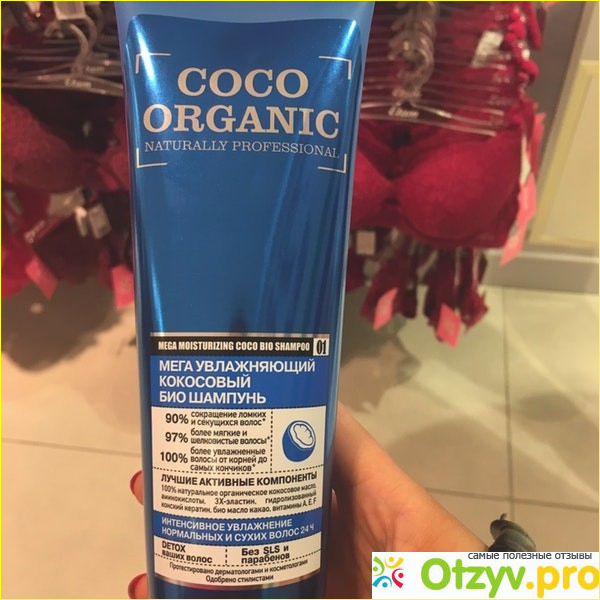 COCO
ORGANIC
NATURALLY PROFESSIONAL
MEGA MOISTURIZING COCO BIO SHAMPOO 01
МЕГА УВЛАЖНЯЮЩИЙ
КОКОСОВЫЙ
БИО ШАМПУНЬ
90% сокращение ломких
и секущихся волос*
97% более мягкие и
шелковистые волосы*
100% более увлажненные
волосы от корней до
самых кончиков*
ЛУЧШИЕ АКТИВНЫЕ КОМПОНЕНТЫ
100% натуральное органическое кокосовое масло,
аминокислоты, 3X-эластин, гидролизованный
конский кератин, био масло какао, витамины A, E, F
ИНТЕНСИВНОЕ УВЛАЖНЕНИЕ
НОРМАЛЬНЫХ И СУХИХ ВОЛОС 24 Ч
DETOX
ваших волос
Без SLS и
парабенов
Протестировано дерматологами и косметологами
Одобрено стилистами
самые полезные отзывы
Otzyv.pro